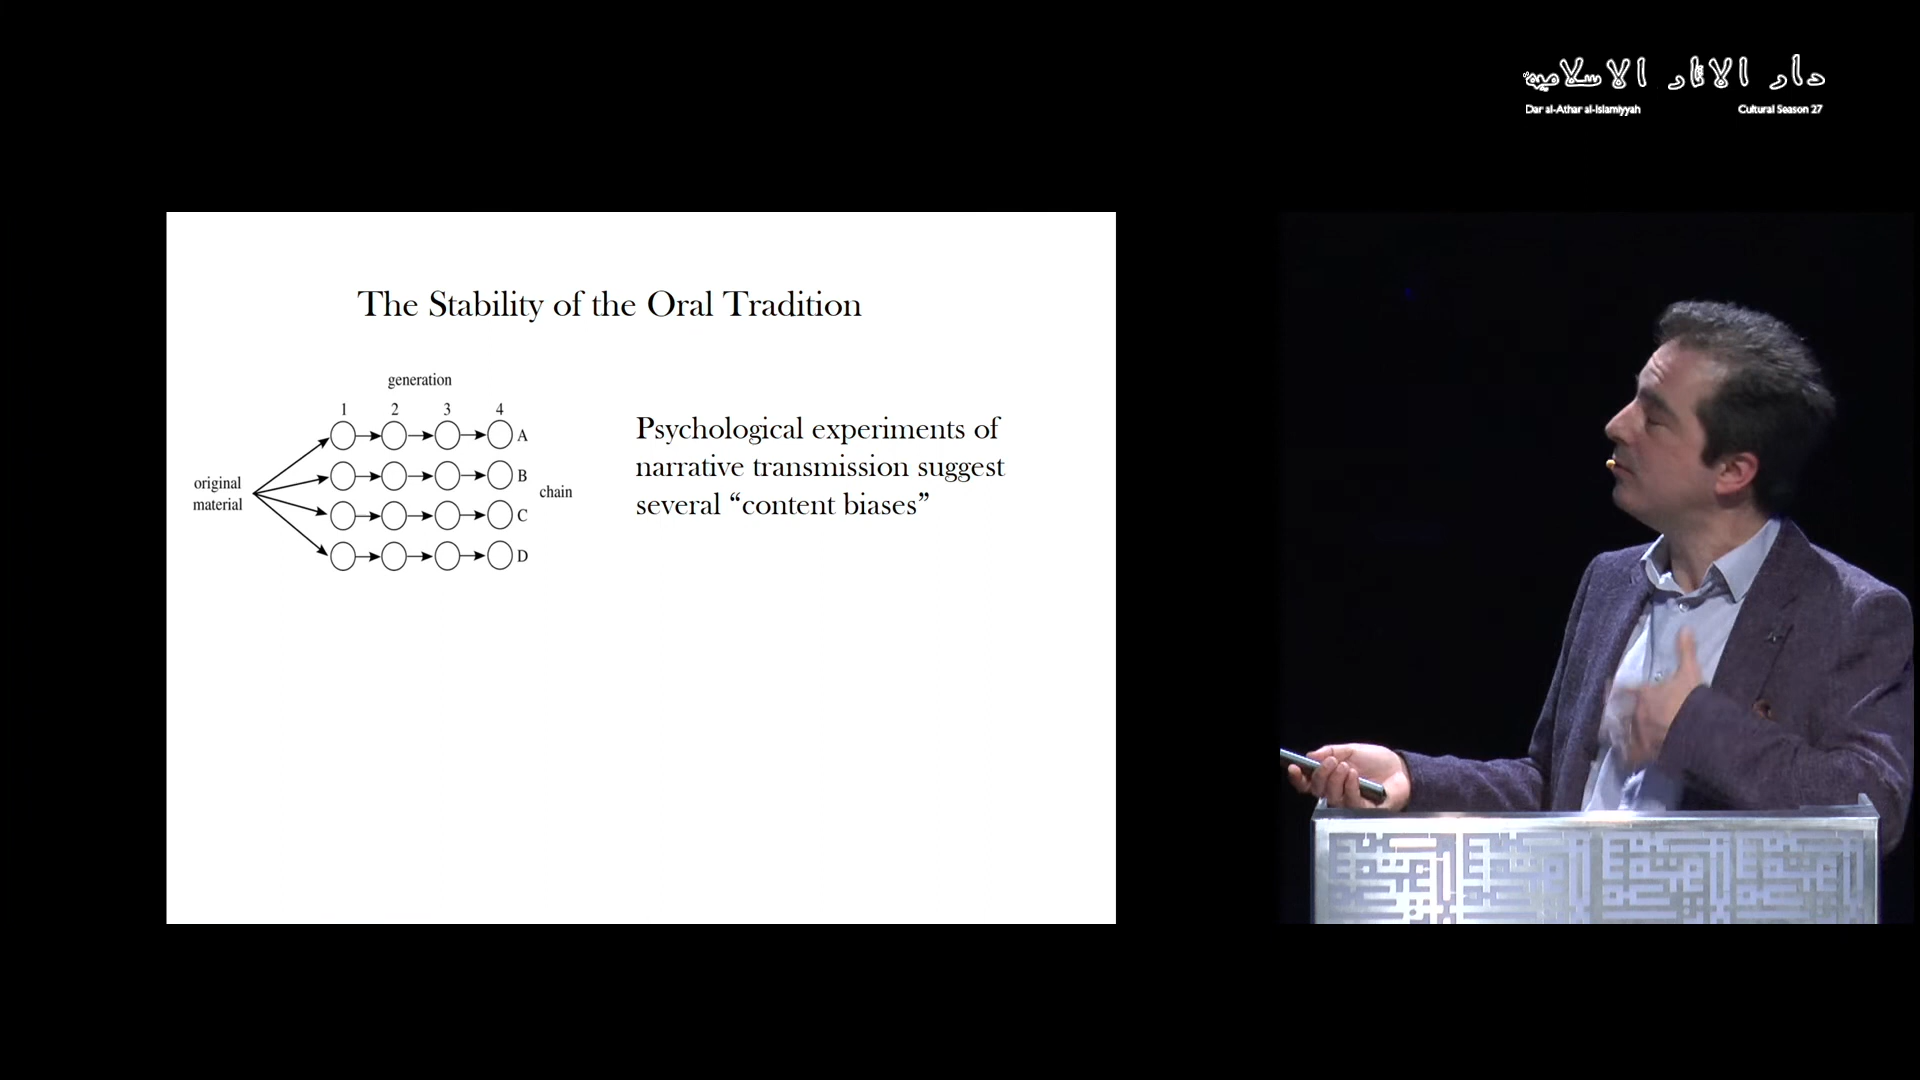 دار الآثار الاسلاميه
Dar al-Athar al-Islamiyyah
Cultural Season 27
The Stability of the Oral Tradition
generation
1 2 3 4
A
B
C
D
original
material
chain
Psychological experiments of
narrative transmission suggest
several “content biases”